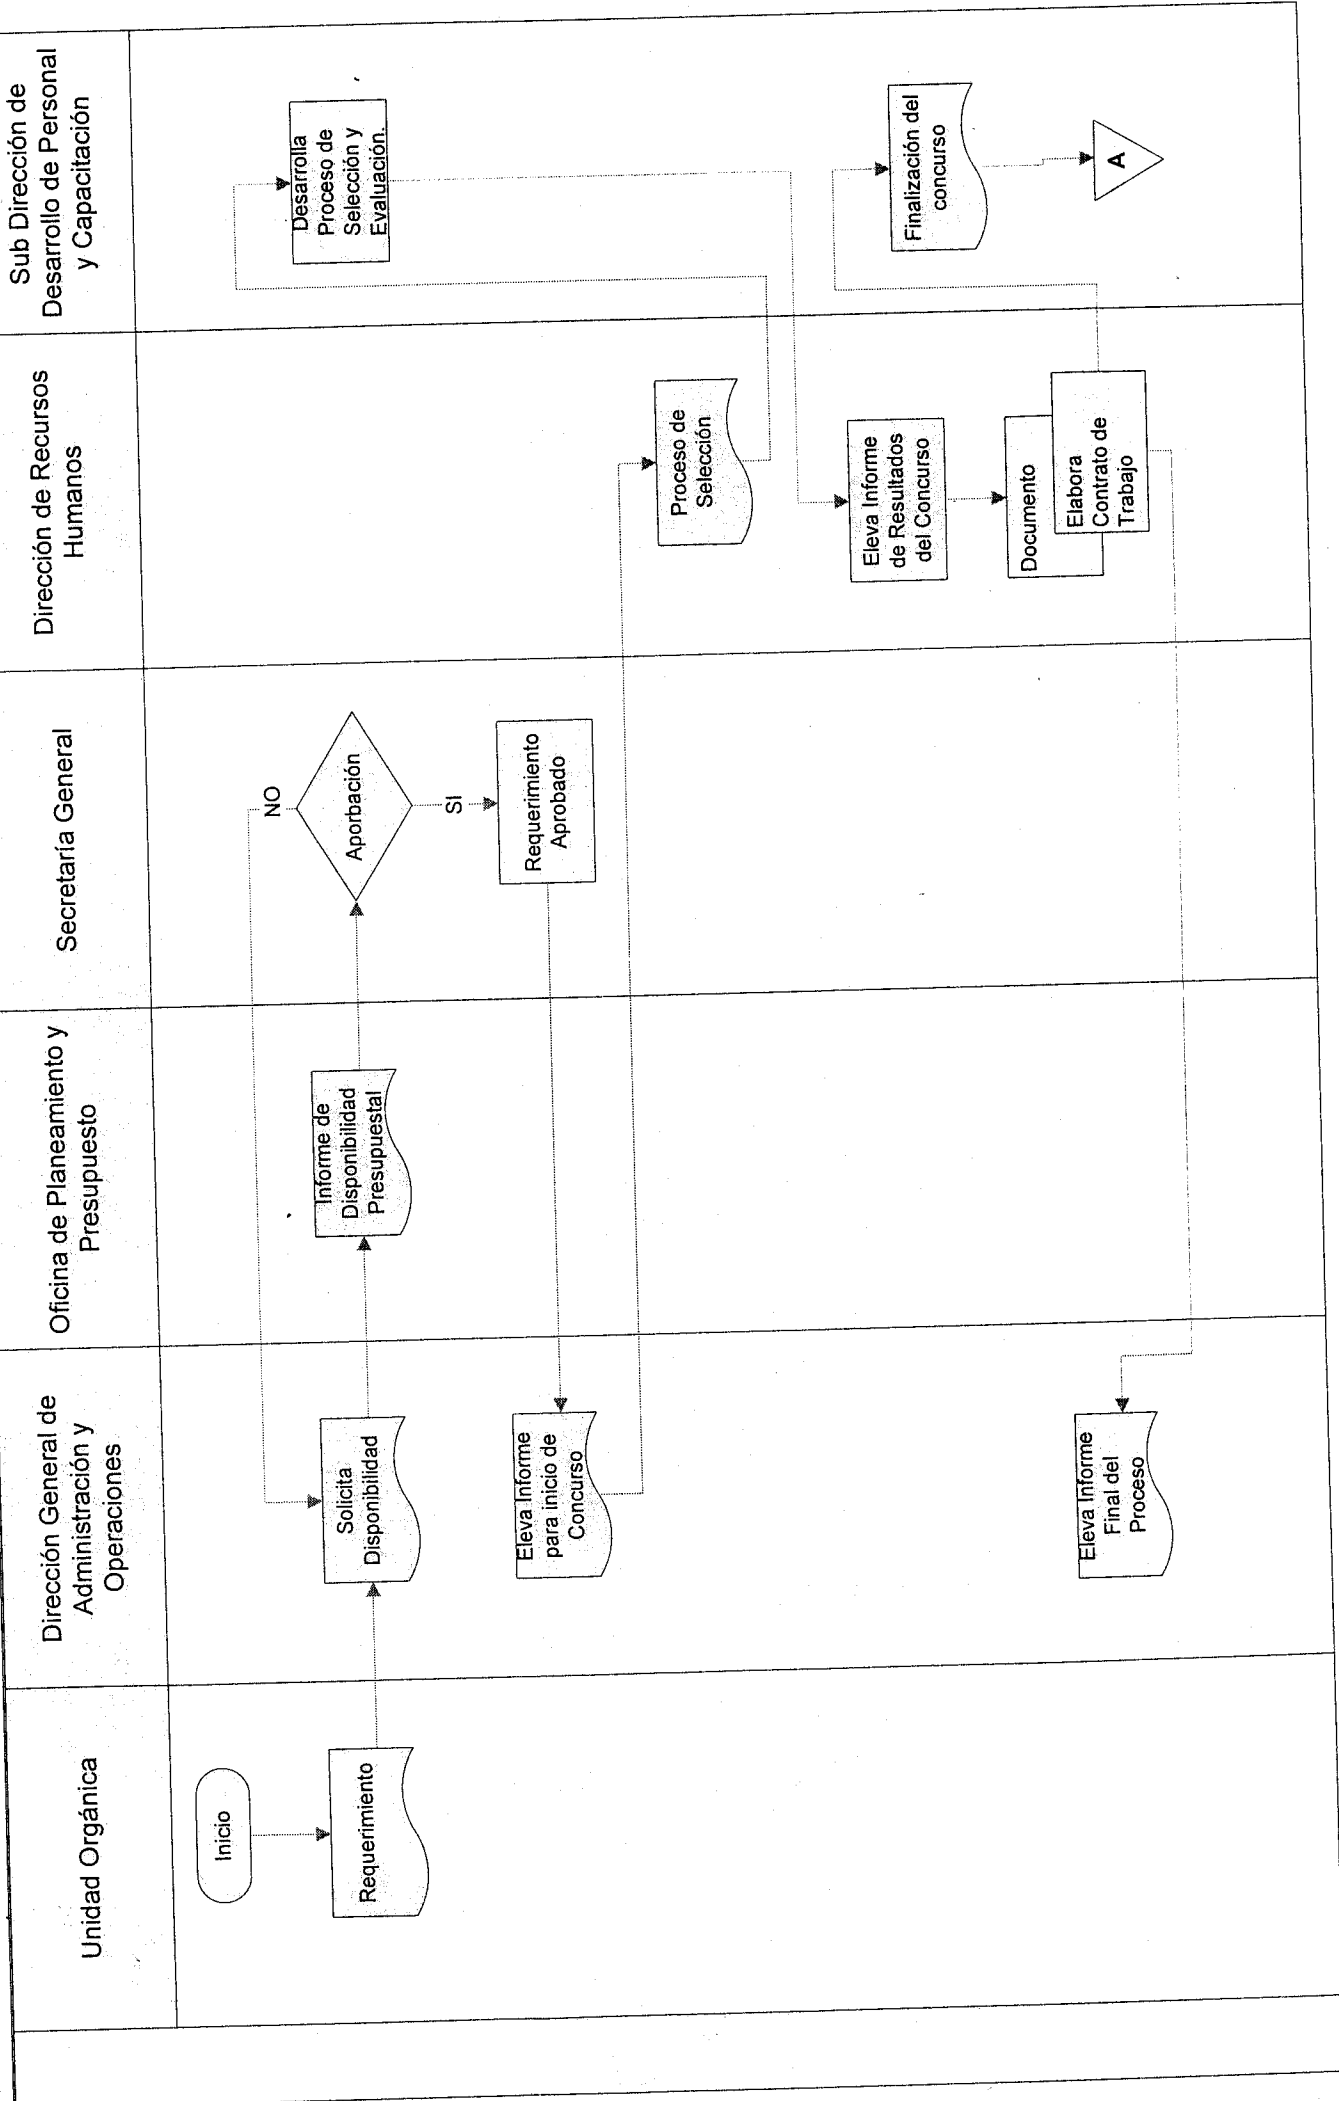 Unidad Orgánica
Dirección General de
Administración y
Operaciones
Oficina de Planeamiento y
Presupuesto
Secretaría General
Dirección de Recursos
Humanos
Sub Dirección de
Desarrollo de Personal
y Capacitación
Inicio
Requerimiento
Solicita
Disponibilidad
Informe de
Disponibilidad
Presupuestal
Aporbación
NO
SI
Requerimiento
Aprobado
Eleva Informe
para inicio de
Concurso
Proceso de
Selección
Desarrolla
Proceso de
Selección y
Evaluación.
Eleva Informe
de Resultados
del Concurso
Documento
Elabora
Contrato de
Trabajo
Eleva Informe
Final del
Proceso
Finalización del
concurso
A